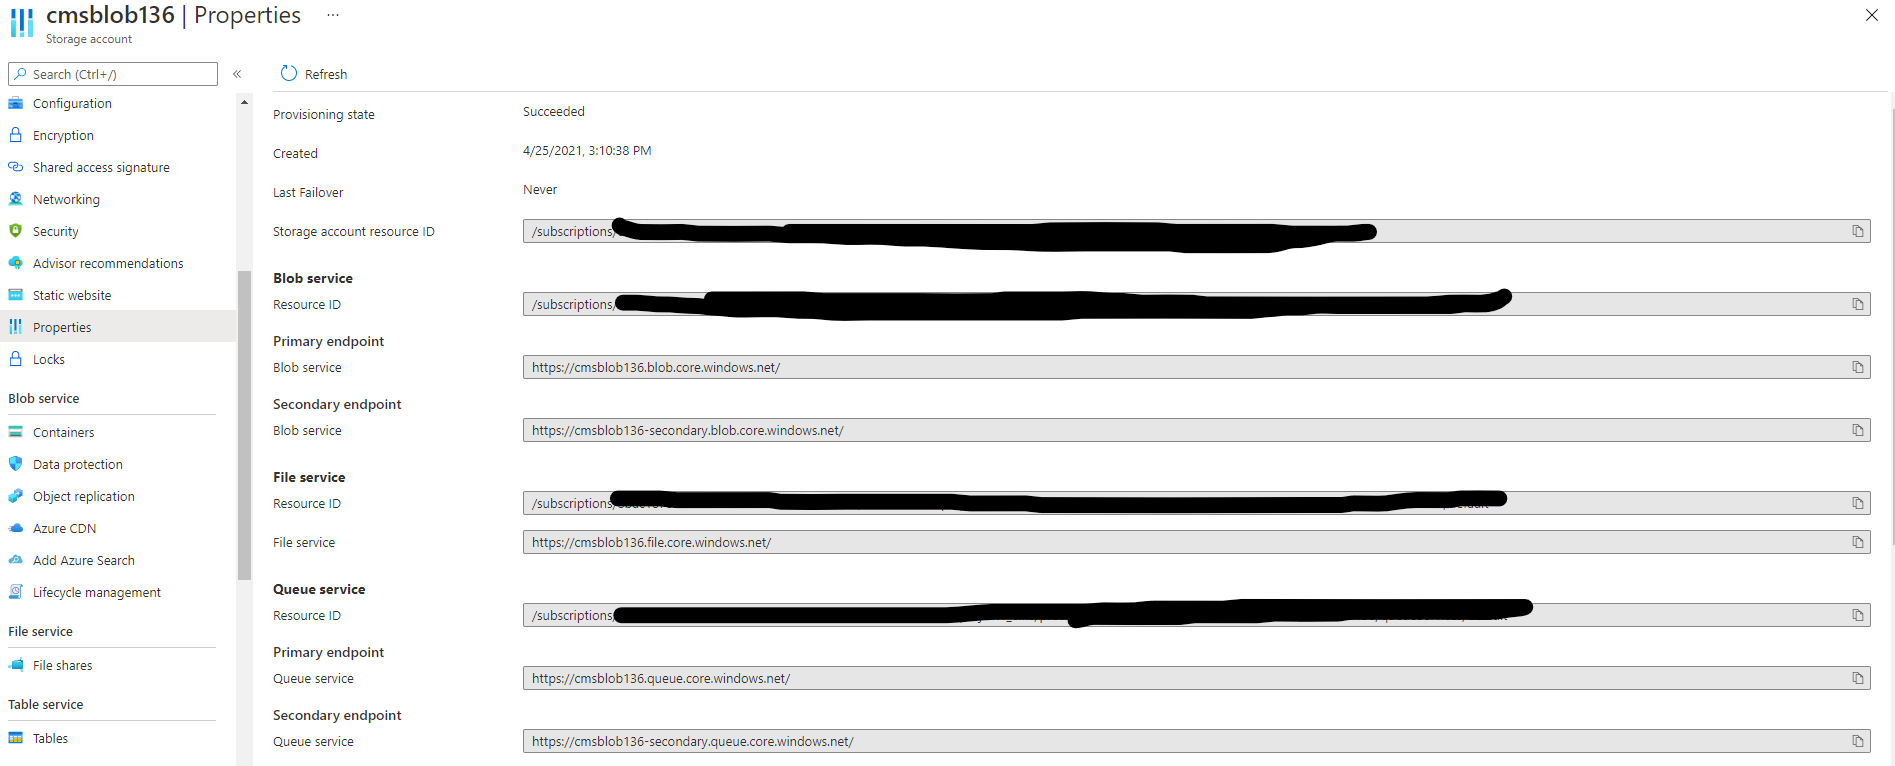 cmsblob136 | Properties ...
Storage account
Search (Ctrl+/)
«
Configuration
Encryption
Shared access signature
Networking
Security
Advisor recommendations
Static website
Properties
Locks
Blob service
Containers
Data protection
Object replication
Azure CDN
Add Azure Search
Lifecycle management
File service
File shares
Table service
Tables
Refresh
Provisioning state Succeeded
Created 4/25/2021, 3:10:38 PM
Last Failover Never
Storage account resource ID /subscriptions/
Blob service
Resource ID /subscriptions/
Primary endpoint
Blob service https://cmsblob136.blob.core.windows.net/
Secondary endpoint
Blob service https://cmsblob136-secondary.blob.core.windows.net/
File service
Resource ID /subscriptions/
File service https://cmsblob136.file.core.windows.net/
Queue service
Resource ID /subscriptions/
Primary endpoint
Queue service https://cmsblob136.queue.core.windows.net/
Secondary endpoint
Queue service https://cmsblob136-secondary.queue.core.windows.net/